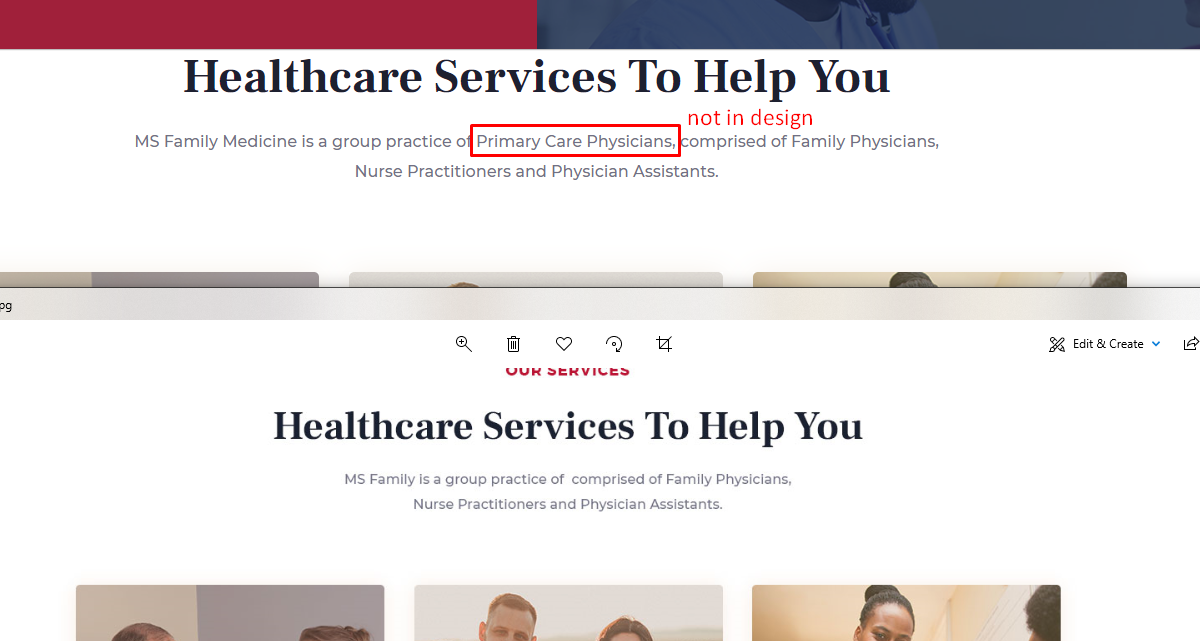 Healthcare Services To Help You
not in design
MS Family Medicine is a group practice of Primary Care Physicians, comprised of Family Physicians,
Nurse Practitioners and Physician Assistants.
pg
Edit & Create
OUR SERVICES
Healthcare Services To Help You
MS Family is a group practice of  comprised of Family Physicians,
Nurse Practitioners and Physician Assistants.